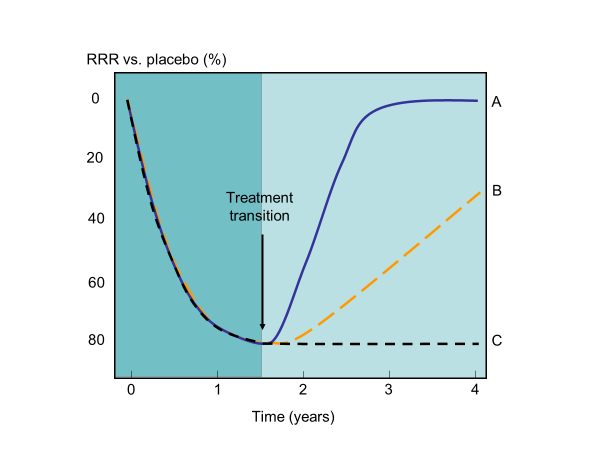 RRR vs. placebo (%)
0
20
40
60
80
Treatment
transition
A
B
C
0 1 2 3 4
Time (years)